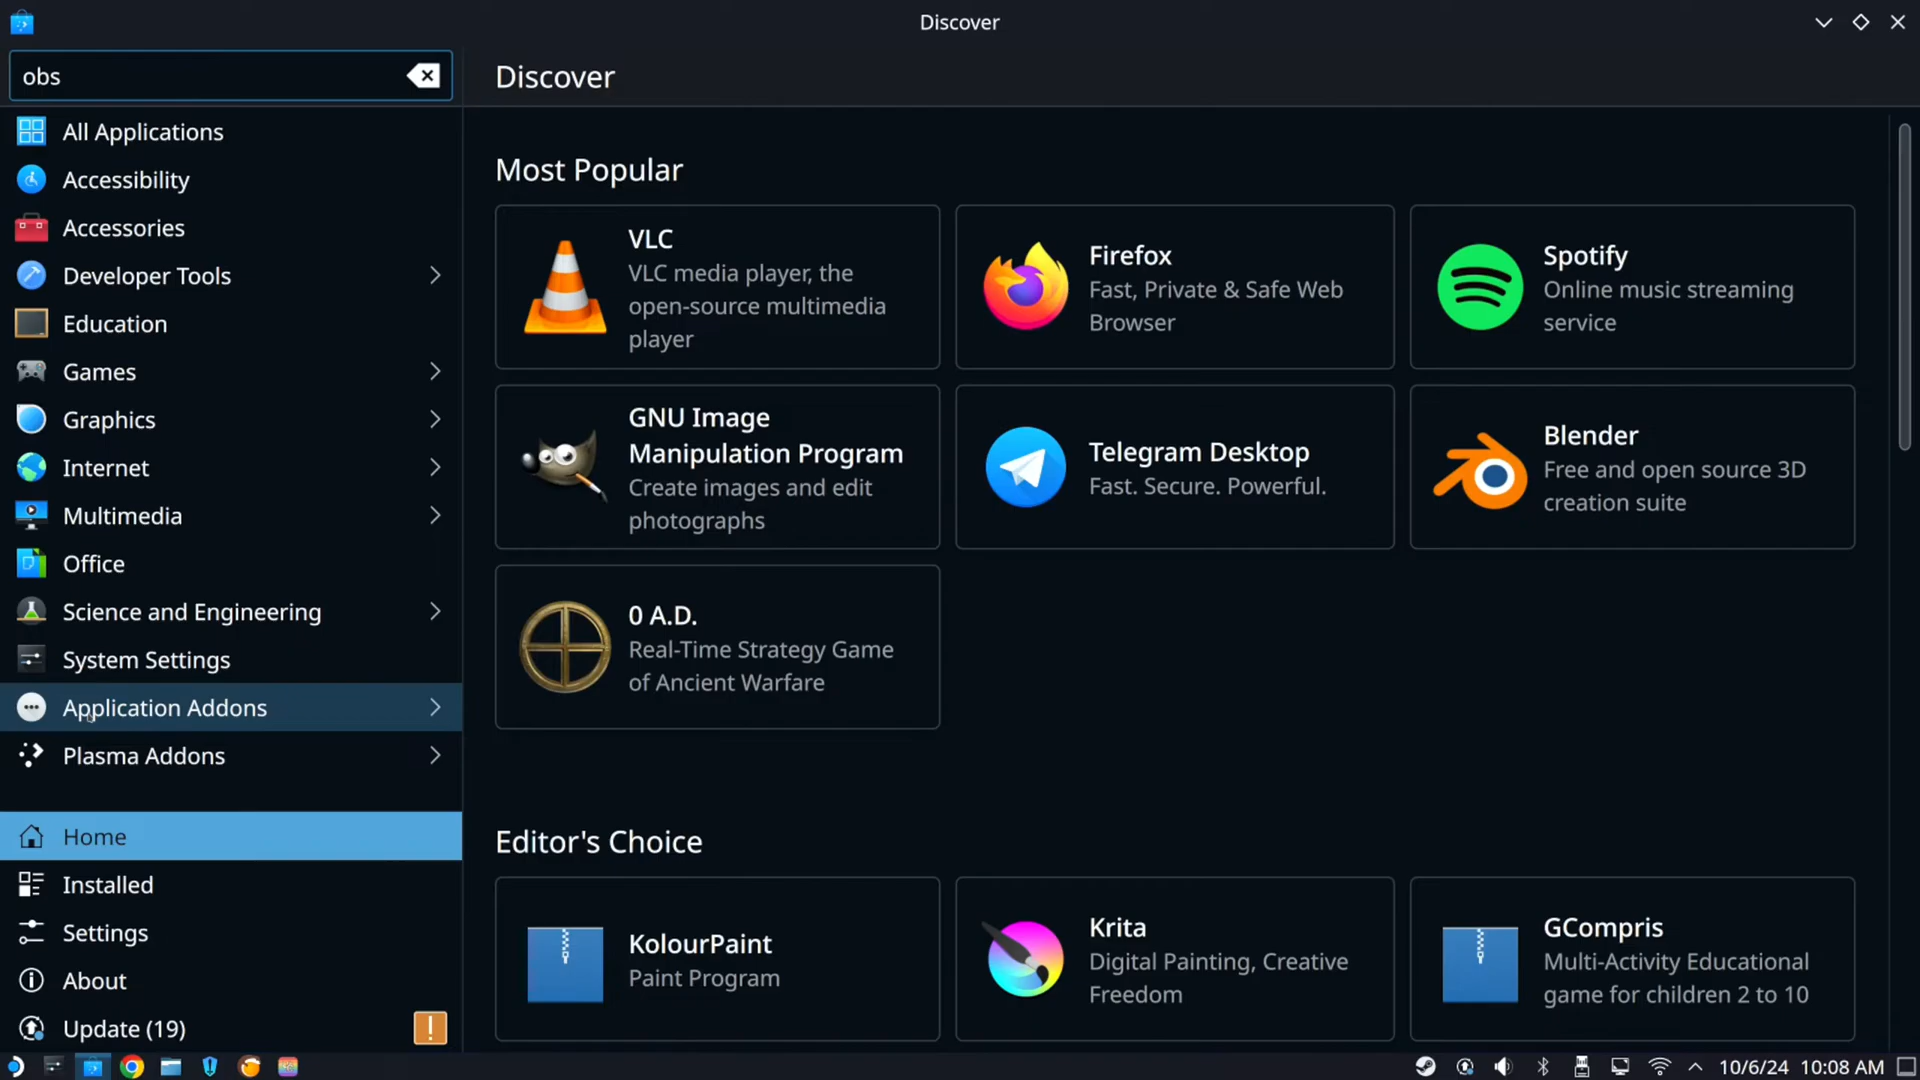 Discover
obs
Discover
All Applications
Accessibility
Accessories
Developer Tools
Education
Games
Graphics
Internet
Multimedia
Office
Science and Engineering
System Settings
Application Addons
Plasma Addons
Home
Installed
Settings
About
Update (19)
Most Popular
VLC
VLC media player, the
open-source multimedia
player
Firefox
Fast, Private & Safe Web
Browser
Spotify
Online music streaming
service
GNU Image
Manipulation Program
Create images and edit
photographs
Telegram Desktop
Fast. Secure. Powerful.
Blender
Free and open source 3D
creation suite
0 A.D.
Real-Time Strategy Game
of Ancient Warfare
Editor's Choice
KolourPaint
Paint Program
Krita
Digital Painting, Creative
Freedom
GCompris
Multi-Activity Educational
game for children 2 to 10
10/6/24 10:08 AM